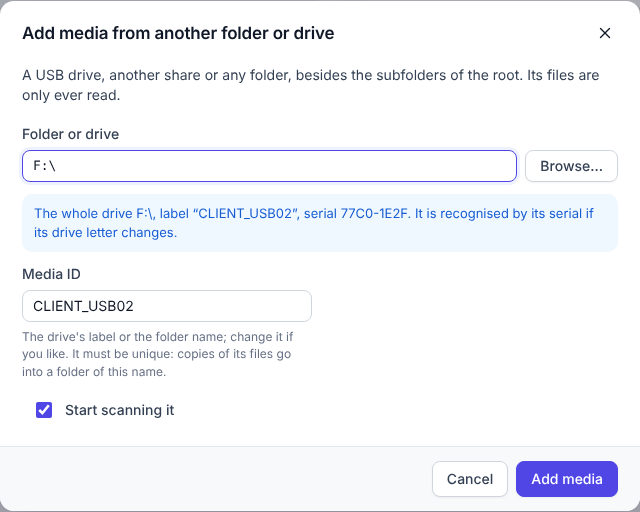 Add media from another folder or drive
A USB drive, another share or any folder, besides the subfolders of the root. Its files are
only ever read.
Folder or drive
F:\
Browse...
The whole drive F:\, label “CLIENT_USB02”, serial 77C0-1E2F. It is recognised by its serial if
its drive letter changes.
Media ID
CLIENT_USB02
The drive's label or the folder name; change it if
you like. It must be unique: copies of its files go
into a folder of this name.
Start scanning it
Cancel
Add media